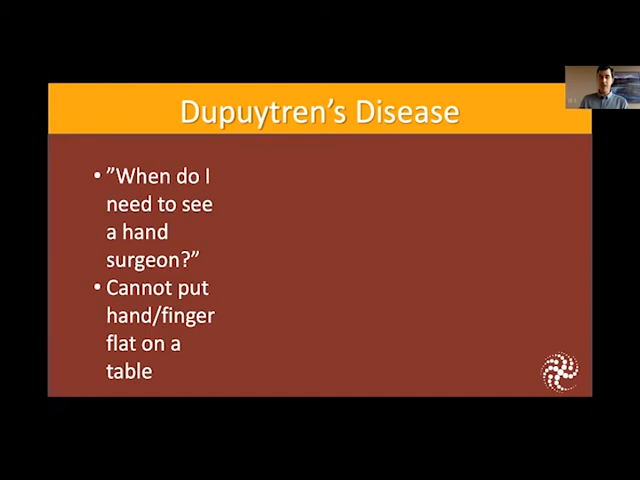 Dupuytren's Disease
• ”When do I
need to see
a hand
surgeon?”
• Cannot put
hand/finger
flat on a
table